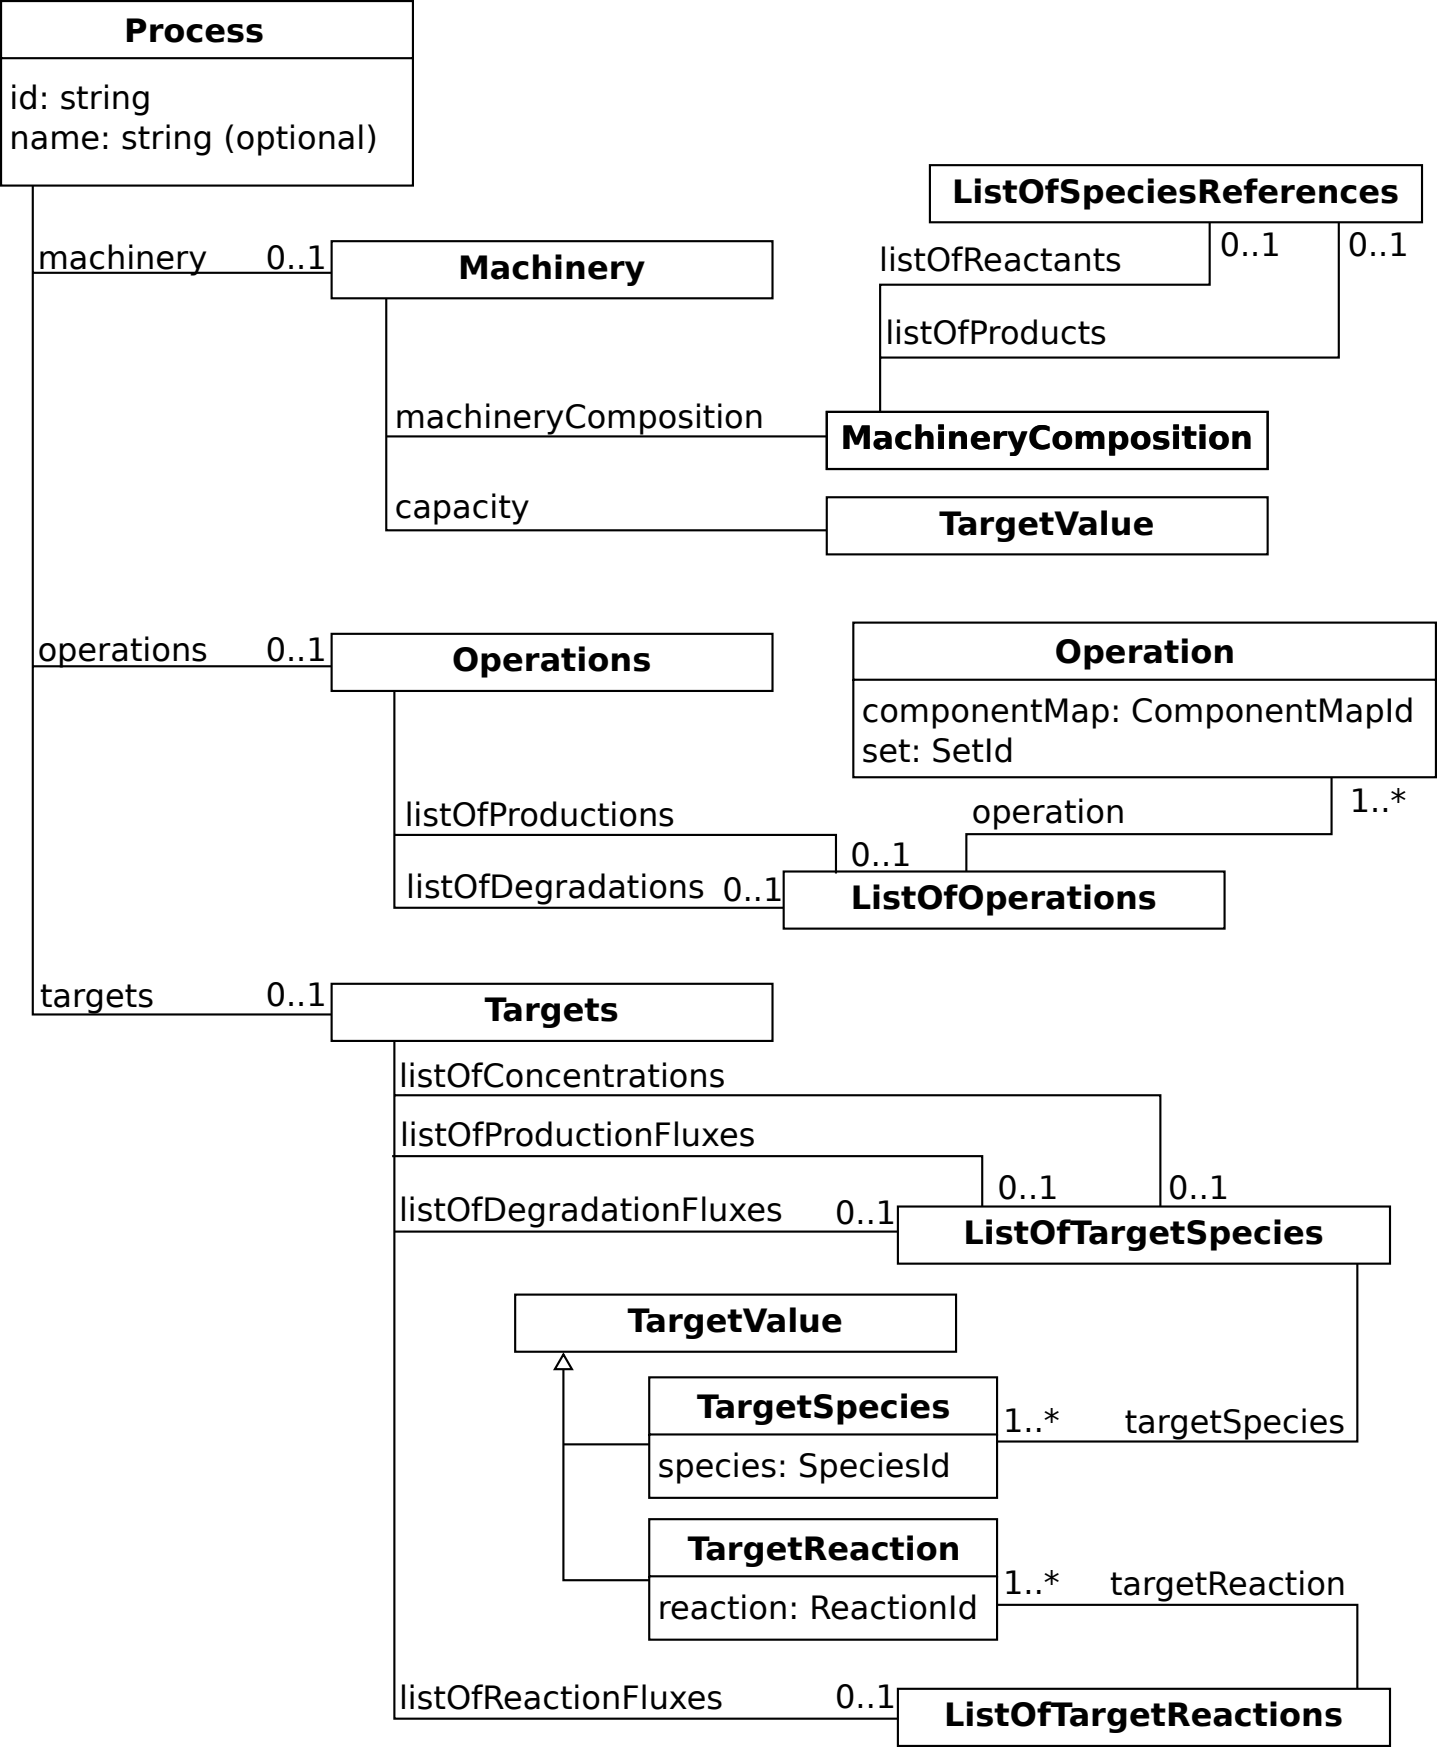 Process
id: string
name: string (optional)
ListOfSpeciesReferences
machinery 0..1
Machinery
listOfReactants
0..1
0..1
listOfProducts
machineryComposition
MachineryComposition
capacity
TargetValue
operations 0..1
Operations
Operation
componentMap: ComponentMapId
set: SetId
listOfProductions
0..1
operation
1..*
listOfDegradations 0..1
ListOfOperations
targets 0..1
Targets
listOfConcentrations
listOfProductionFluxes
0..1
0..1
listOfDegradationFluxes 0..1
ListOfTargetSpecies
TargetValue
TargetSpecies
1..* targetSpecies
species: SpeciesId
TargetReaction
1..* targetReaction
reaction: ReactionId
listOfReactionFluxes 0..1
ListOfTargetReactions